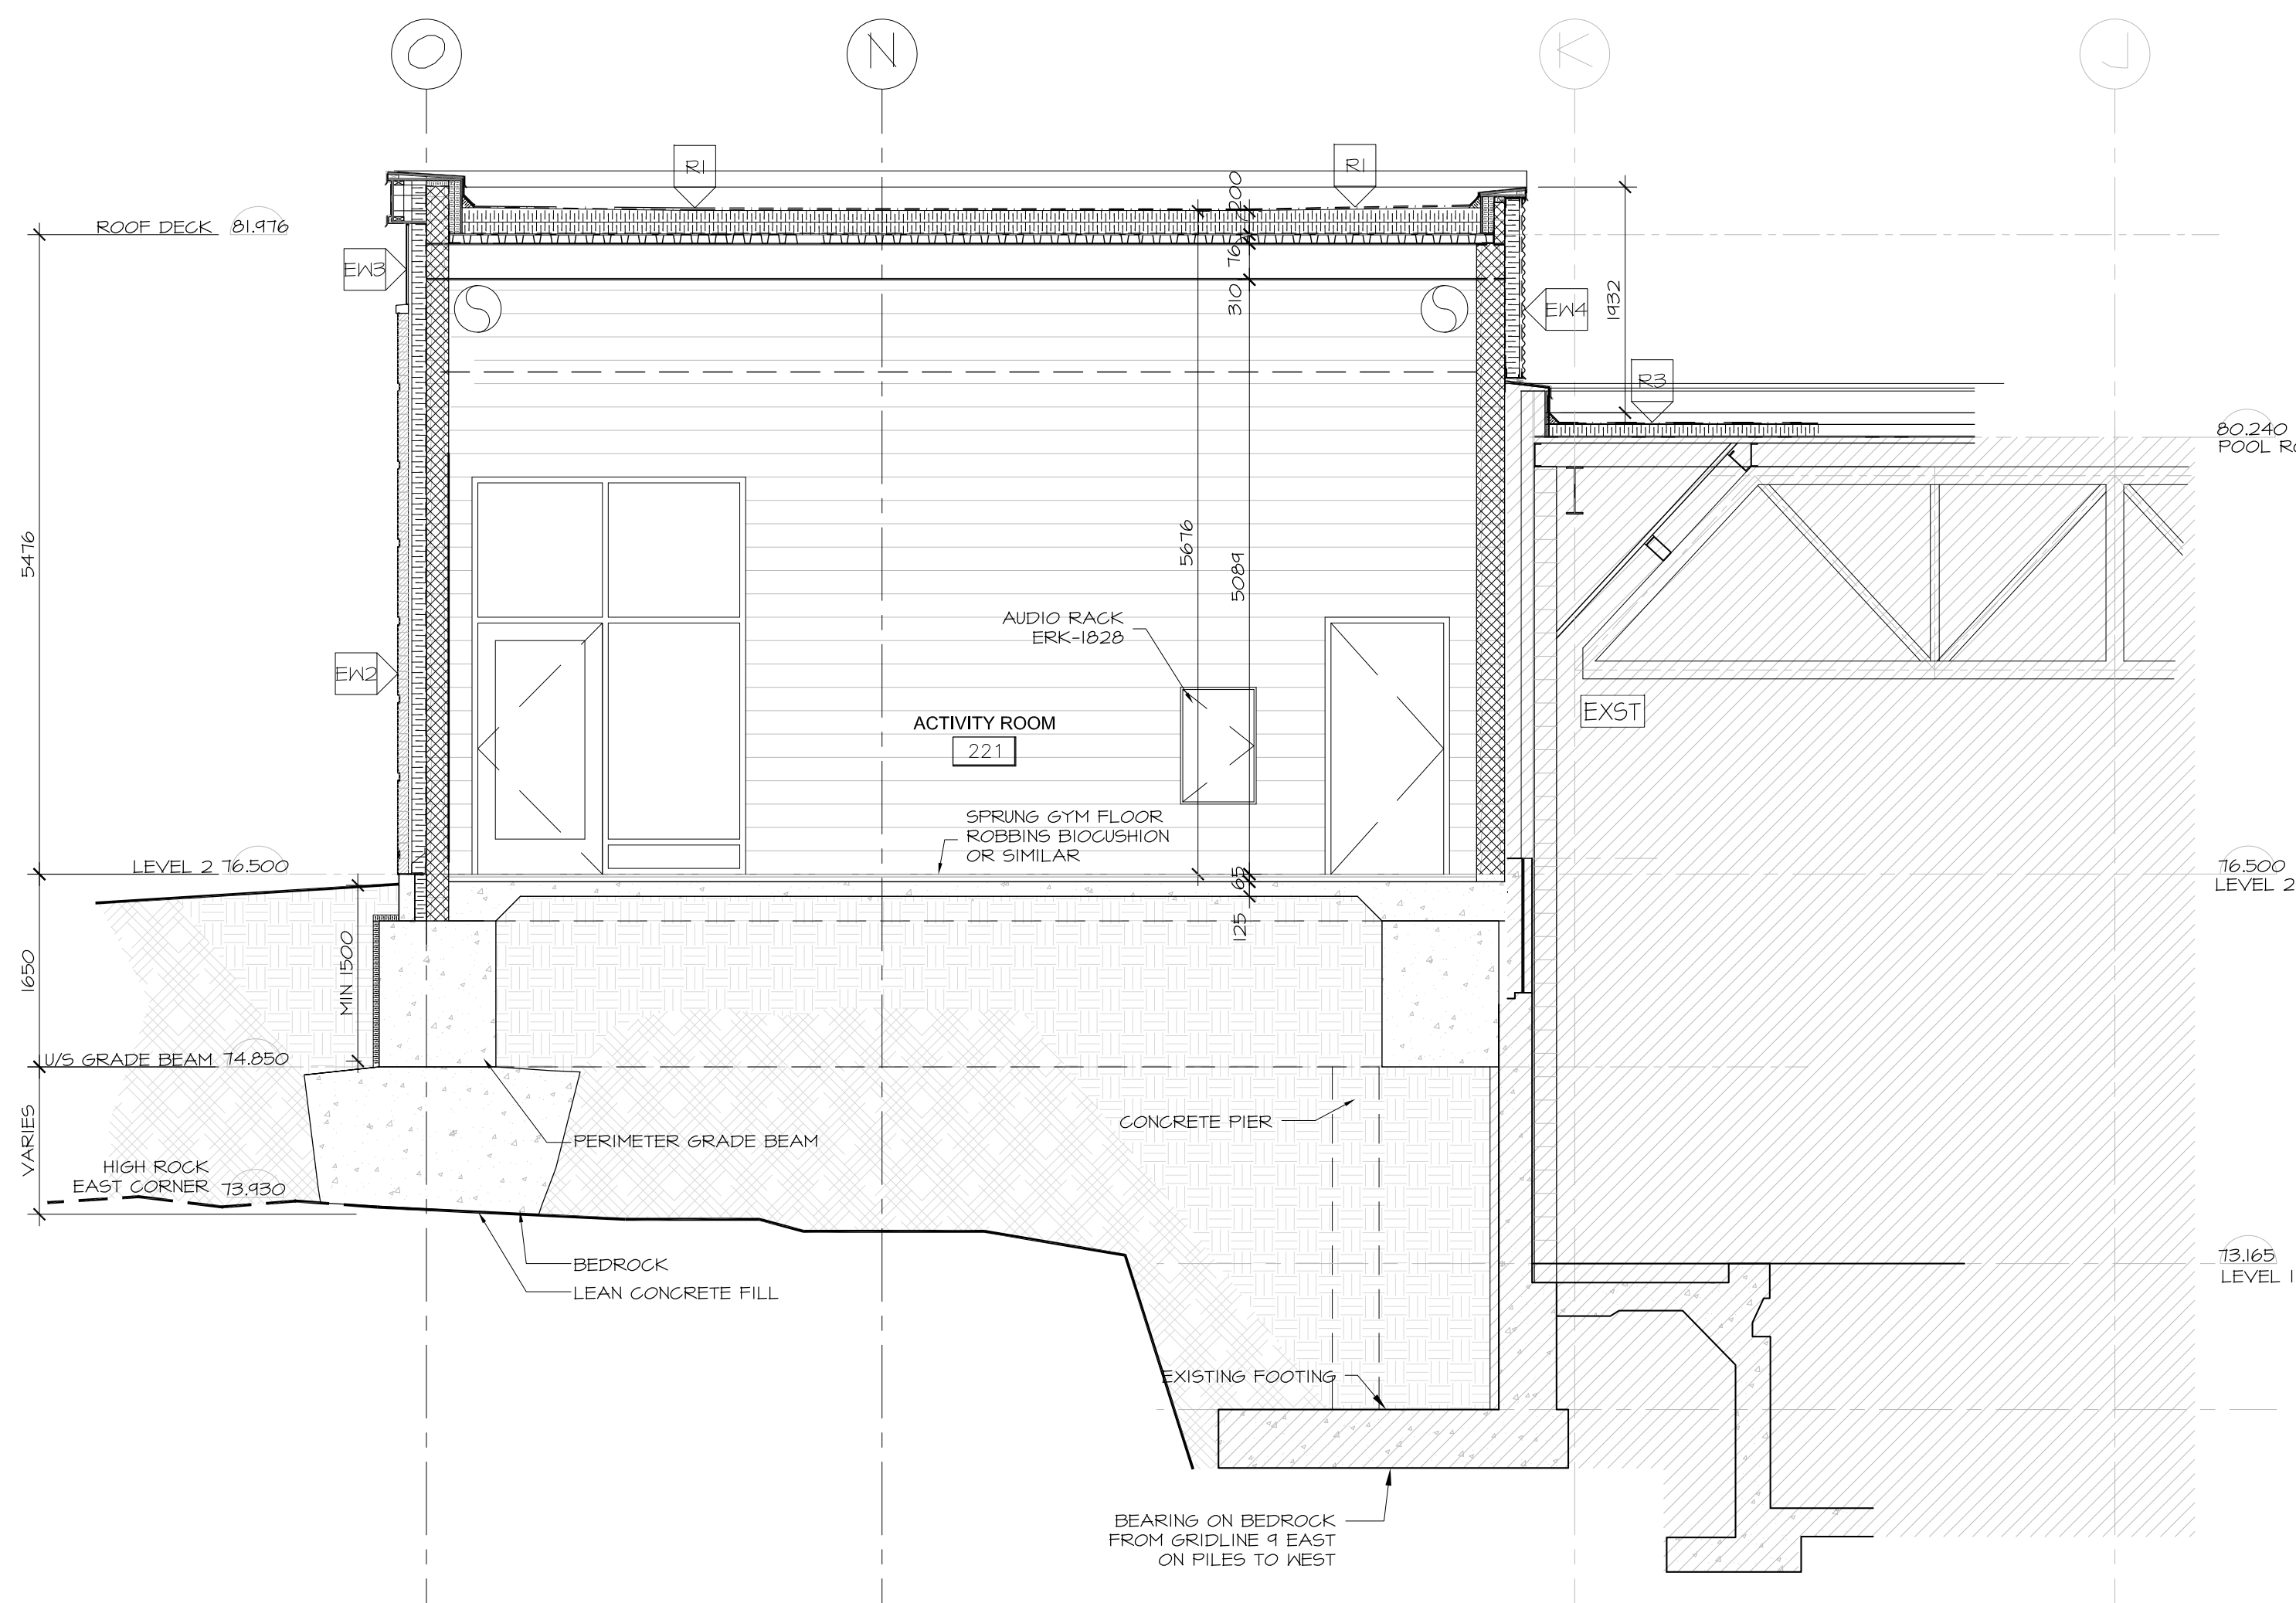 O
N
K
J
R1
R1
200
ROOF DECK 81.976
76
EW3
310
EW4
1932
R3
80.240
5476
5676
5089
AUDIO RACK
ERK-1828
EW2
EXST
ACTIVITY ROOM
221
SPRUNG GYM FLOOR
ROBBINS BIOCUSHION
OR SIMILAR
LEVEL 2 76.500
76.500
LEVEL 2
65
125
1650
MIN 1500
U/S GRADE BEAM 74.850
VARIES
CONCRETE PIER
PERIMETER GRADE BEAM
HIGH ROCK
EAST CORNER 73.930
73.165
LEVEL 1
BEDROCK
LEAN CONCRETE FILL
EXISTING FOOTING
BEARING ON BEDROCK
FROM GRIDLINE 9 EAST
ON PILES TO WEST
POOL